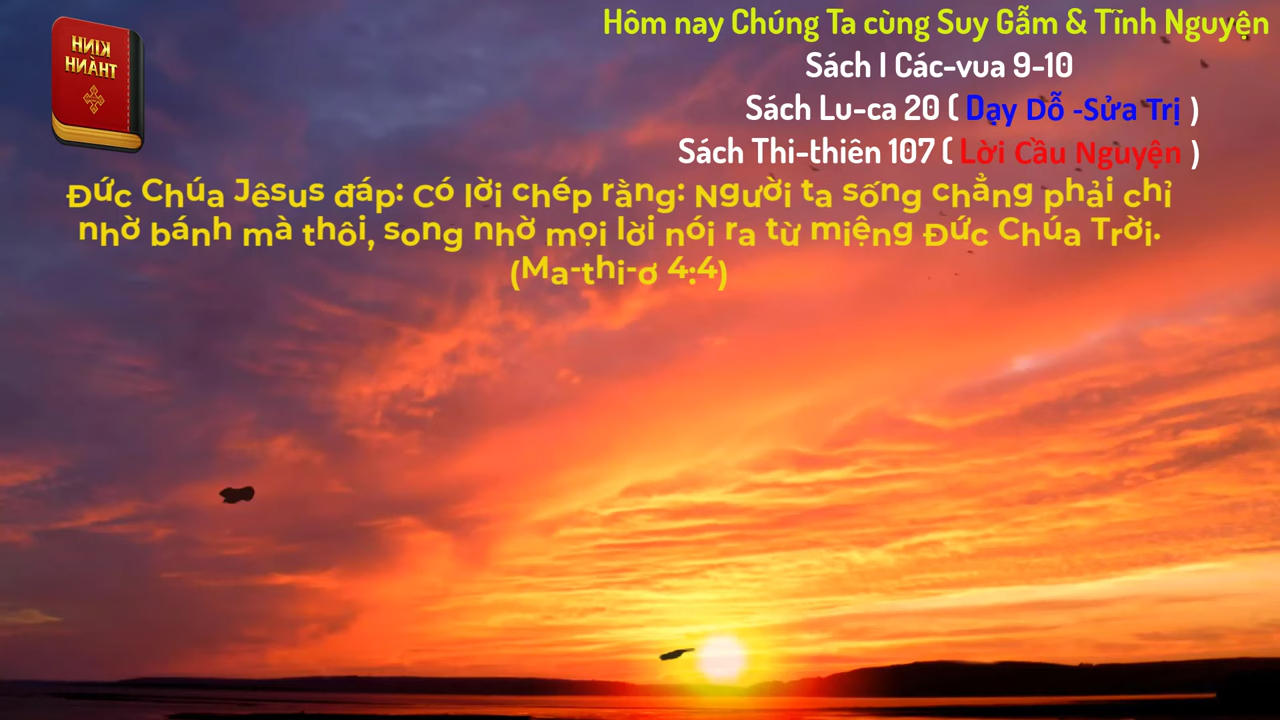 KINH
THÀNH
Hôm nay Chúng Ta cùng Suy Gẫm & Tĩnh Nguyện
Sách I Các-vua 9-10
Sách Lu-ca 20 ( Dạy Dỗ -Sửa Trị )
Sách Thi-thiên 107 ( Lời Cầu Nguyện )
Đức Chúa Jêsus đáp: Có lời chép rằng: Người ta sống chẳng phải chỉ
nhờ bánh mà thôi, song nhờ mọi lời nói ra từ miệng Đức Chúa Trời.
(Ma-thi-ơ 4:4)